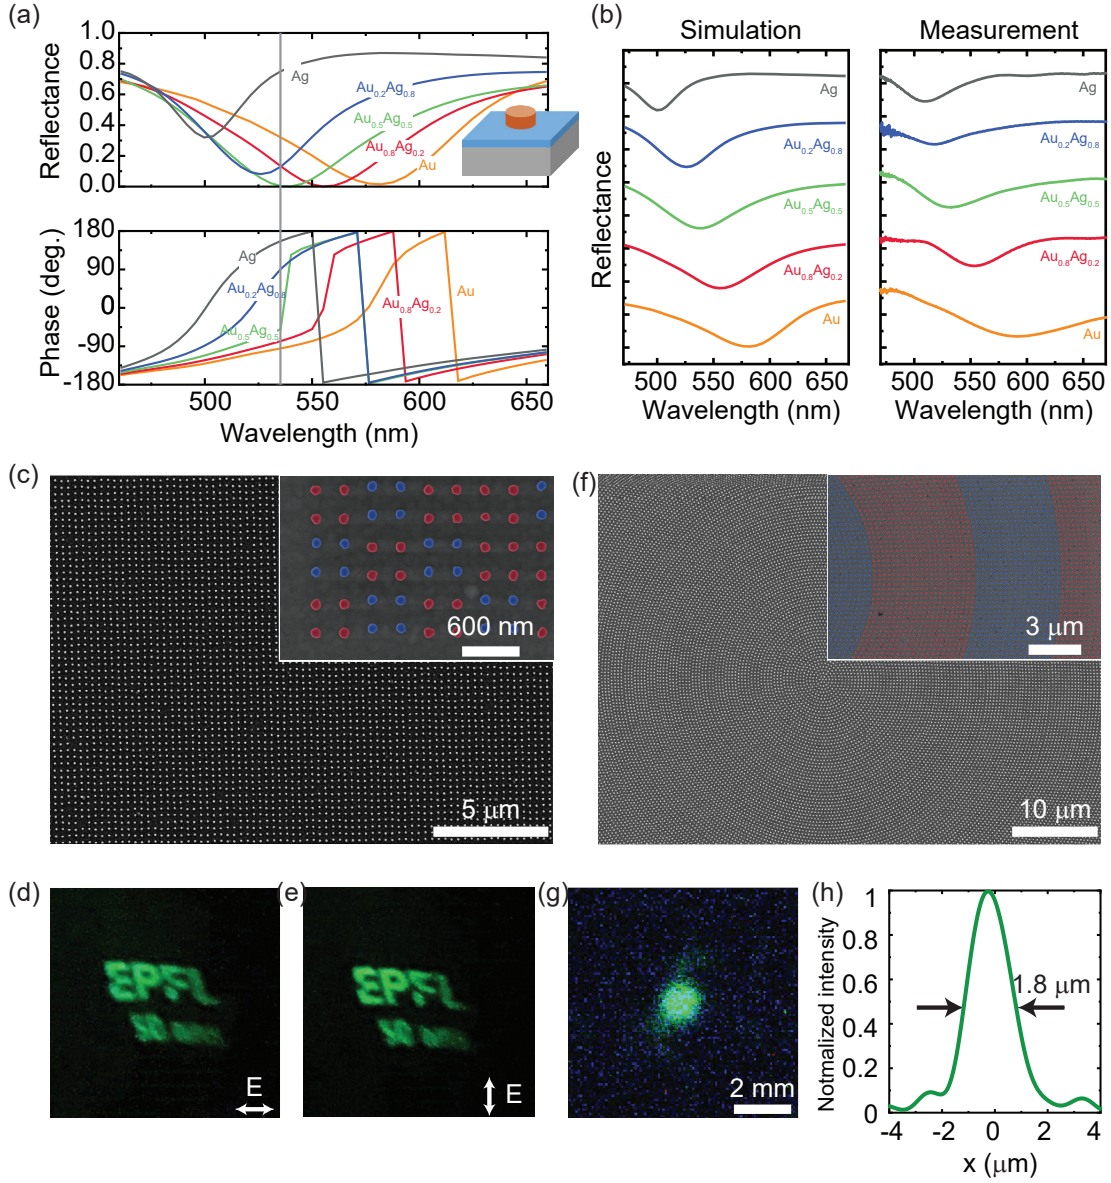 (a)
Reflectance
1.0
0.8
0.6
0.4
0.2
0.0
Ag
Au0.2Ag0.8
Au0.5Ag0.5
Au0.8Ag0.2
Au
Phase (deg.)
180
90
0
-90
-180
Ag
Au0.2Ag0.8
Au0.5Ag0.5
Au0.8Ag0.2
Au
500 550 600 650
Wavelength (nm)
(b)
Simulation Measurement
Reflectance
Ag
Au0.2Ag0.8
Au0.5Ag0.5
Au0.8Ag0.2
Au
Ag
Au0.2Ag0.8
Au0.5Ag0.5
Au0.8Ag0.2
Au
500 550 600 650
500 550 600 650
Wavelength (nm) Wavelength (nm)
(c)
600 nm
5 μm
(f)
3 μm
10 μm
(d)
EPFL
E
(e)
EPFL
E
(g)
2 mm
(h)
Notmalized intensity
1
0.8
0.6
0.4
0.2
0
1.8 μm
-4 -2 0 2 4
x (μm)